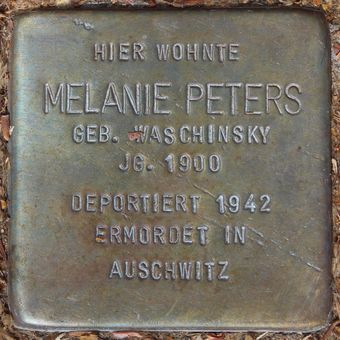 HIER WOHNTE
MELANIE PETERS
GEB. WASCHINSKY
JG. 1900
DEPORTIERT 1942
ERMORDET IN
AUSCHWITZ